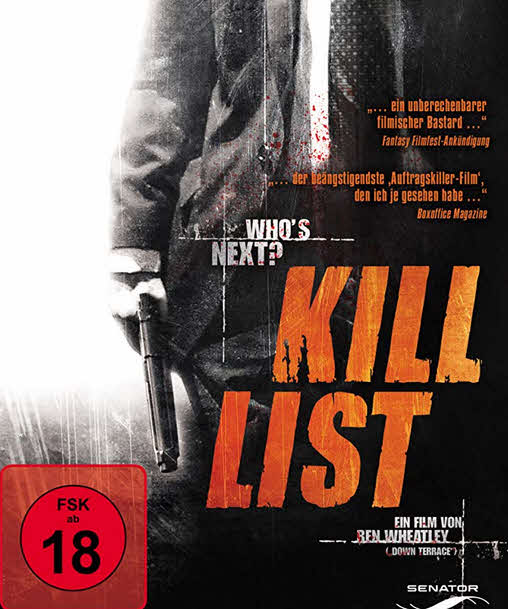 „... ein unberechenbarer
filmischer Bastard ...“
Fantasy Filmfest-Ankündigung
„... der beängstigendste ‚Auftragskiller-Film‘,
den ich je gesehen habe ...“
Boxoffice Magazine
WHO'S
NEXT?
KILL
LIST
FSK
ab
18
EIN FILM VON
BEN WHEATLEY
(„DOWN TERRACE“)
SENATOR